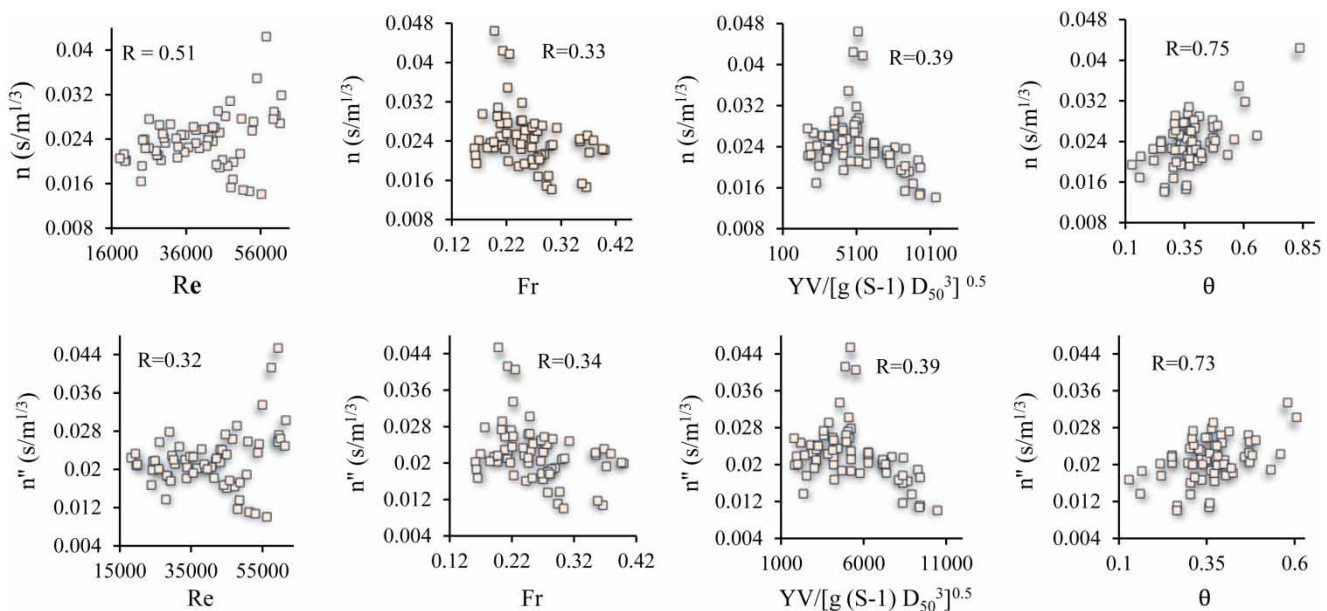 0.04
0.032
0.024
0.016
0.008
n (s/m^1/3)
R = 0.51
16000 36000 56000
Re
0.048
0.04
0.032
0.024
0.016
0.008
n (s/m^1/3)
R=0.33
0.12 0.22 0.32 0.42
Fr
0.048
0.04
0.032
0.024
0.016
0.008
n (s/m^1/3)
R=0.39
100 5100 10100
YV/[g (S-1) D50^3] ^0.5
0.04
0.032
0.024
0.016
0.008
n (s/m^1/3)
R=0.75
0.1 0.35 0.6 0.85
θ
0.044
0.036
0.028
0.02
0.012
0.004
n" (s/m^1/3)
R=0.32
15000 35000 55000
Re
0.044
0.036
0.028
0.02
0.012
0.004
n" (s/m^1/3)
R=0.34
0.12 0.22 0.32 0.42
Fr
0.044
0.036
0.028
0.02
0.012
0.004
n" (s/m^1/3)
R=0.39
1000 6000 11000
YV/[g (S-1) D50^3]^0.5
0.044
0.036
0.028
0.02
0.012
0.004
n" (s/m^1/3)
R=0.73
0.1 0.35 0.6
θ